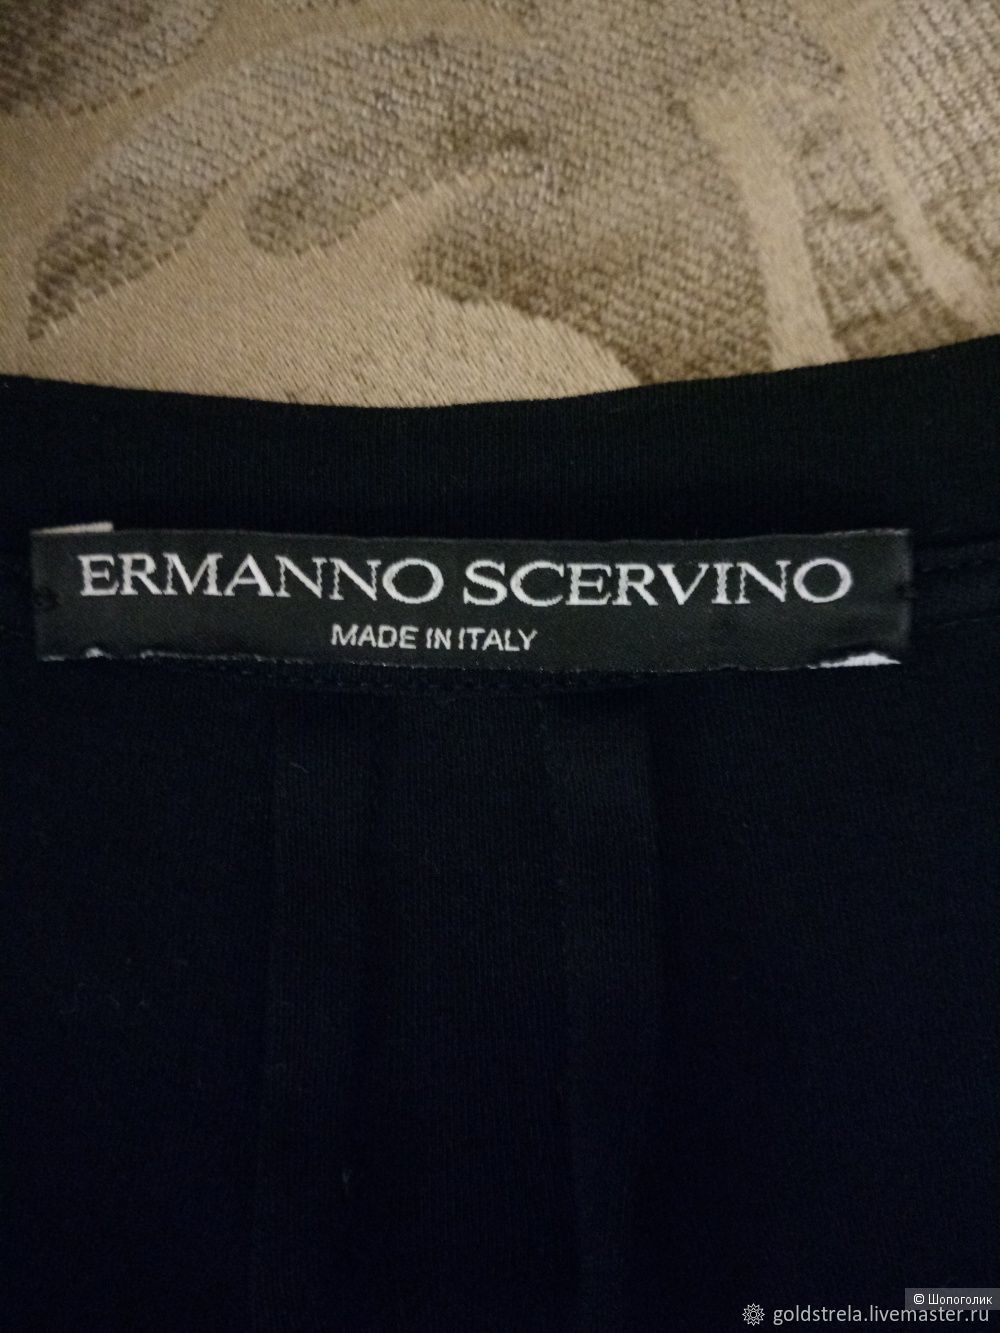 ERMANNO SCERVINO
MADE IN ITALY
© Шопоголик
goldstrela.livemaster.ru